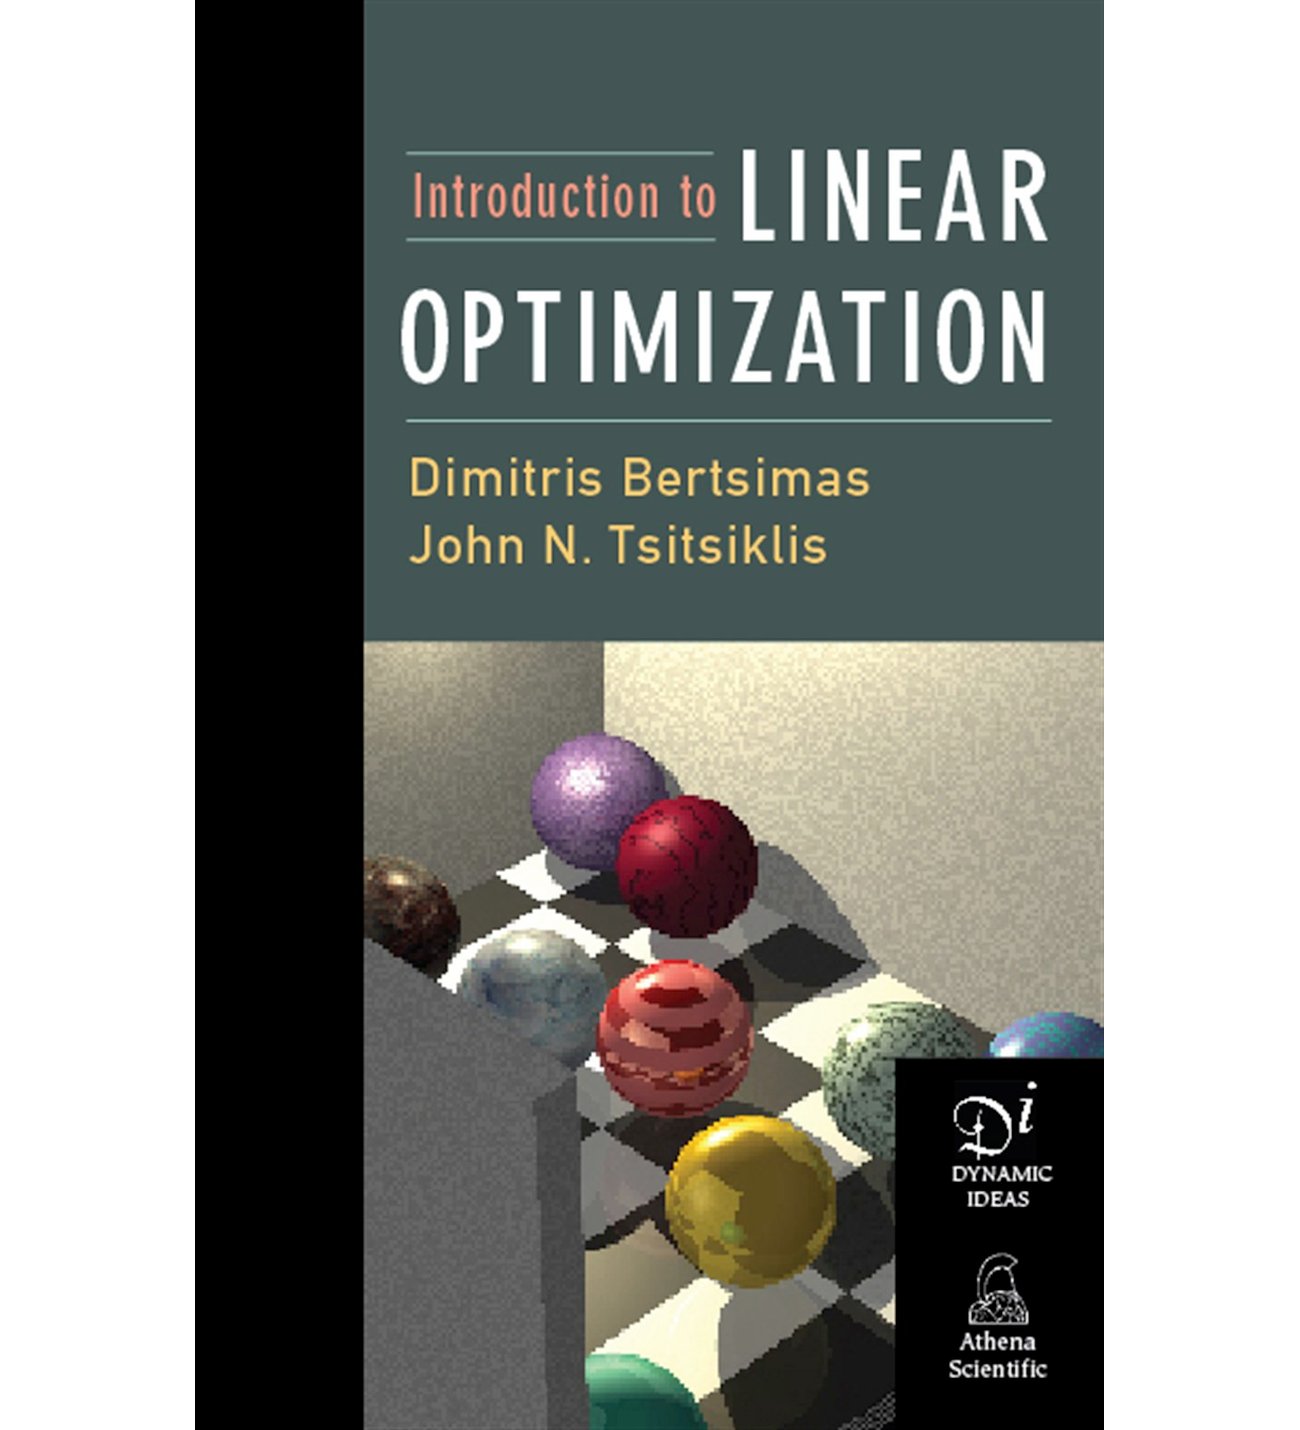 Introduction to LINEAR
OPTIMIZATION
Dimitris Bertsimas
John N. Tsitsiklis
Di
DYNAMIC
IDEAS
Athena
Scientific